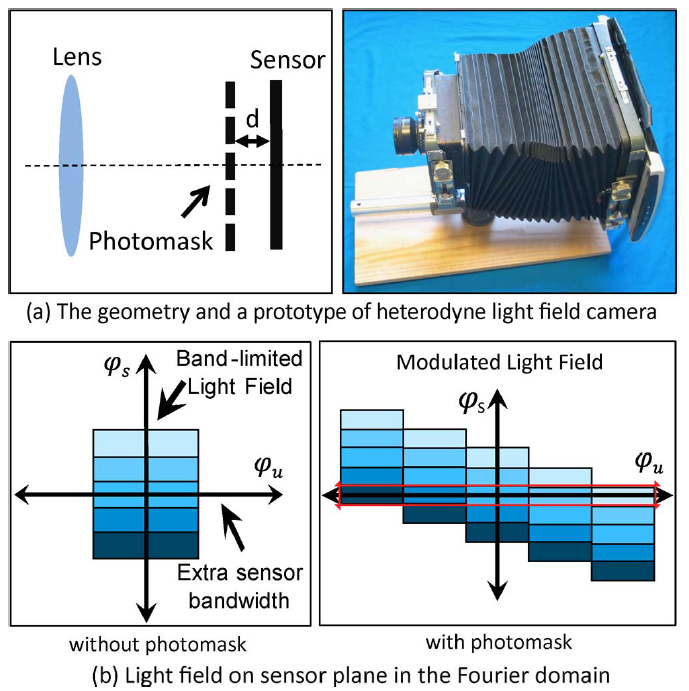 Lens
Sensor
d
Photomask
(a) The geometry and a prototype of heterodyne light field camera
φs
Band-limited
Light Field
φu
Extra sensor
bandwidth
without photomask
Modulated Light Field
φs
φu
with photomask
(b) Light field on sensor plane in the Fourier domain